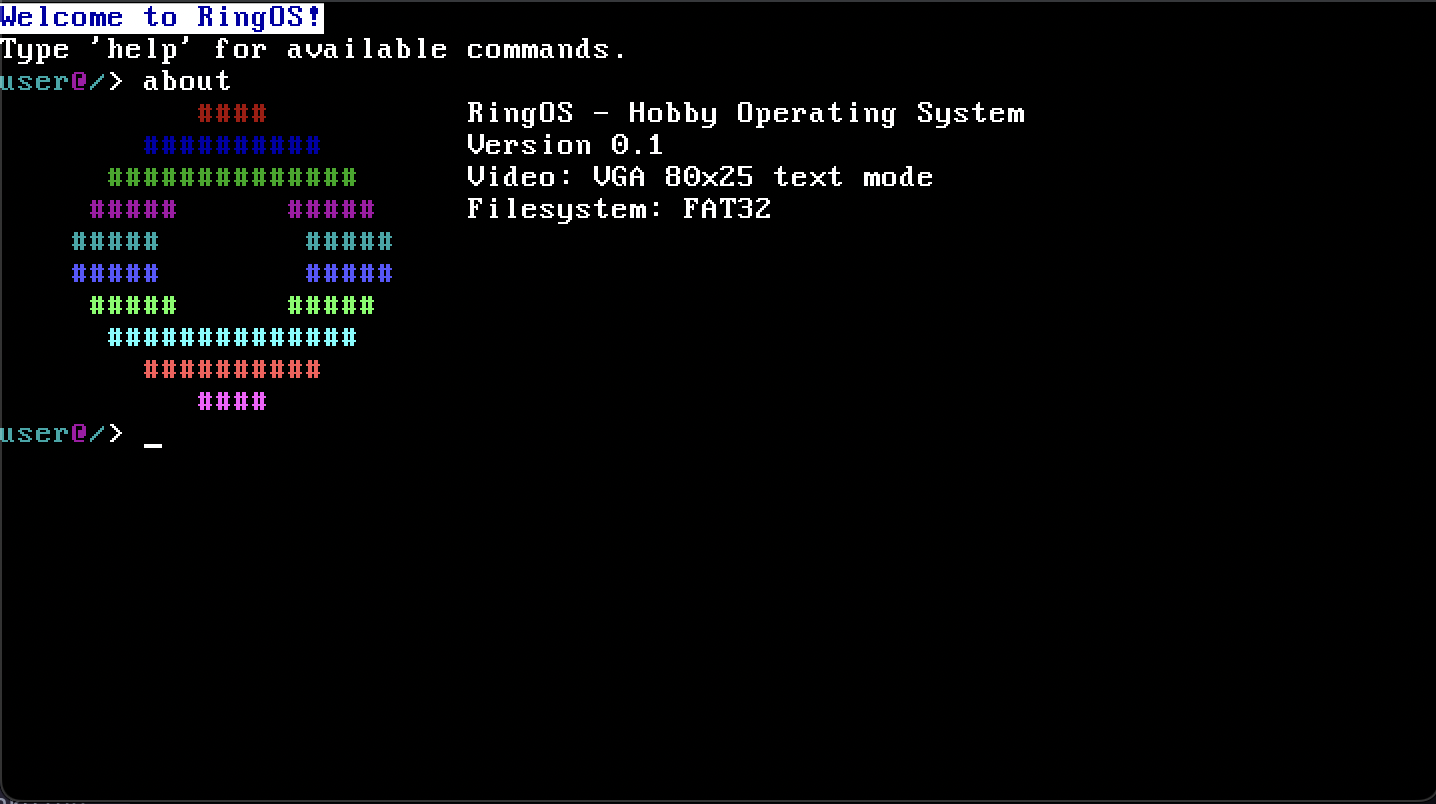 Welcome to RingOS!
Type 'help' for available commands.
user@/> about
#### RingOS - Hobby Operating System
########## Version 0.1
############## Video: VGA 80x25 text mode
##### ##### Filesystem: FAT32
##### #####
##### #####
##### #####
##############
##########
####
user@/> _